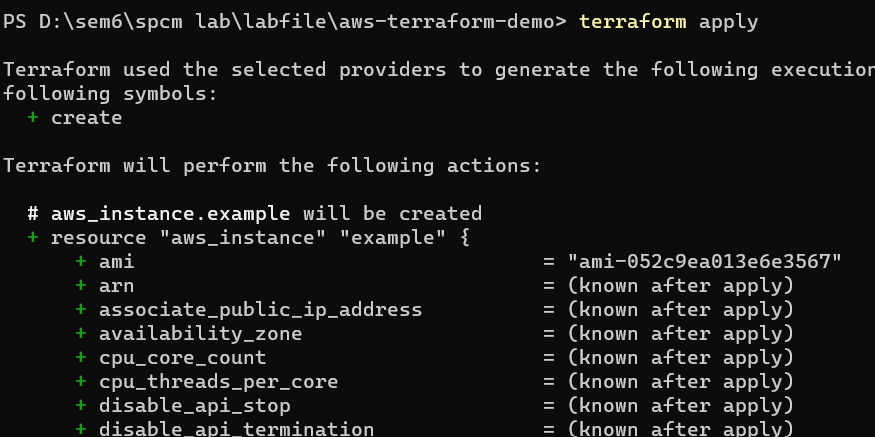 PS D:\sem6\spcm lab\labfile\aws-terraform-demo> terraform apply
Terraform used the selected providers to generate the following execution
following symbols:
+ create
Terraform will perform the following actions:
# aws_instance.example will be created
+ resource "aws_instance" "example" {
+ ami = "ami-052c9ea013e6e3567"
+ arn = (known after apply)
+ associate_public_ip_address = (known after apply)
+ availability_zone = (known after apply)
+ cpu_core_count = (known after apply)
+ cpu_threads_per_core = (known after apply)
+ disable_api_stop = (known after apply)
+ disable_api_termination = (known after apply)